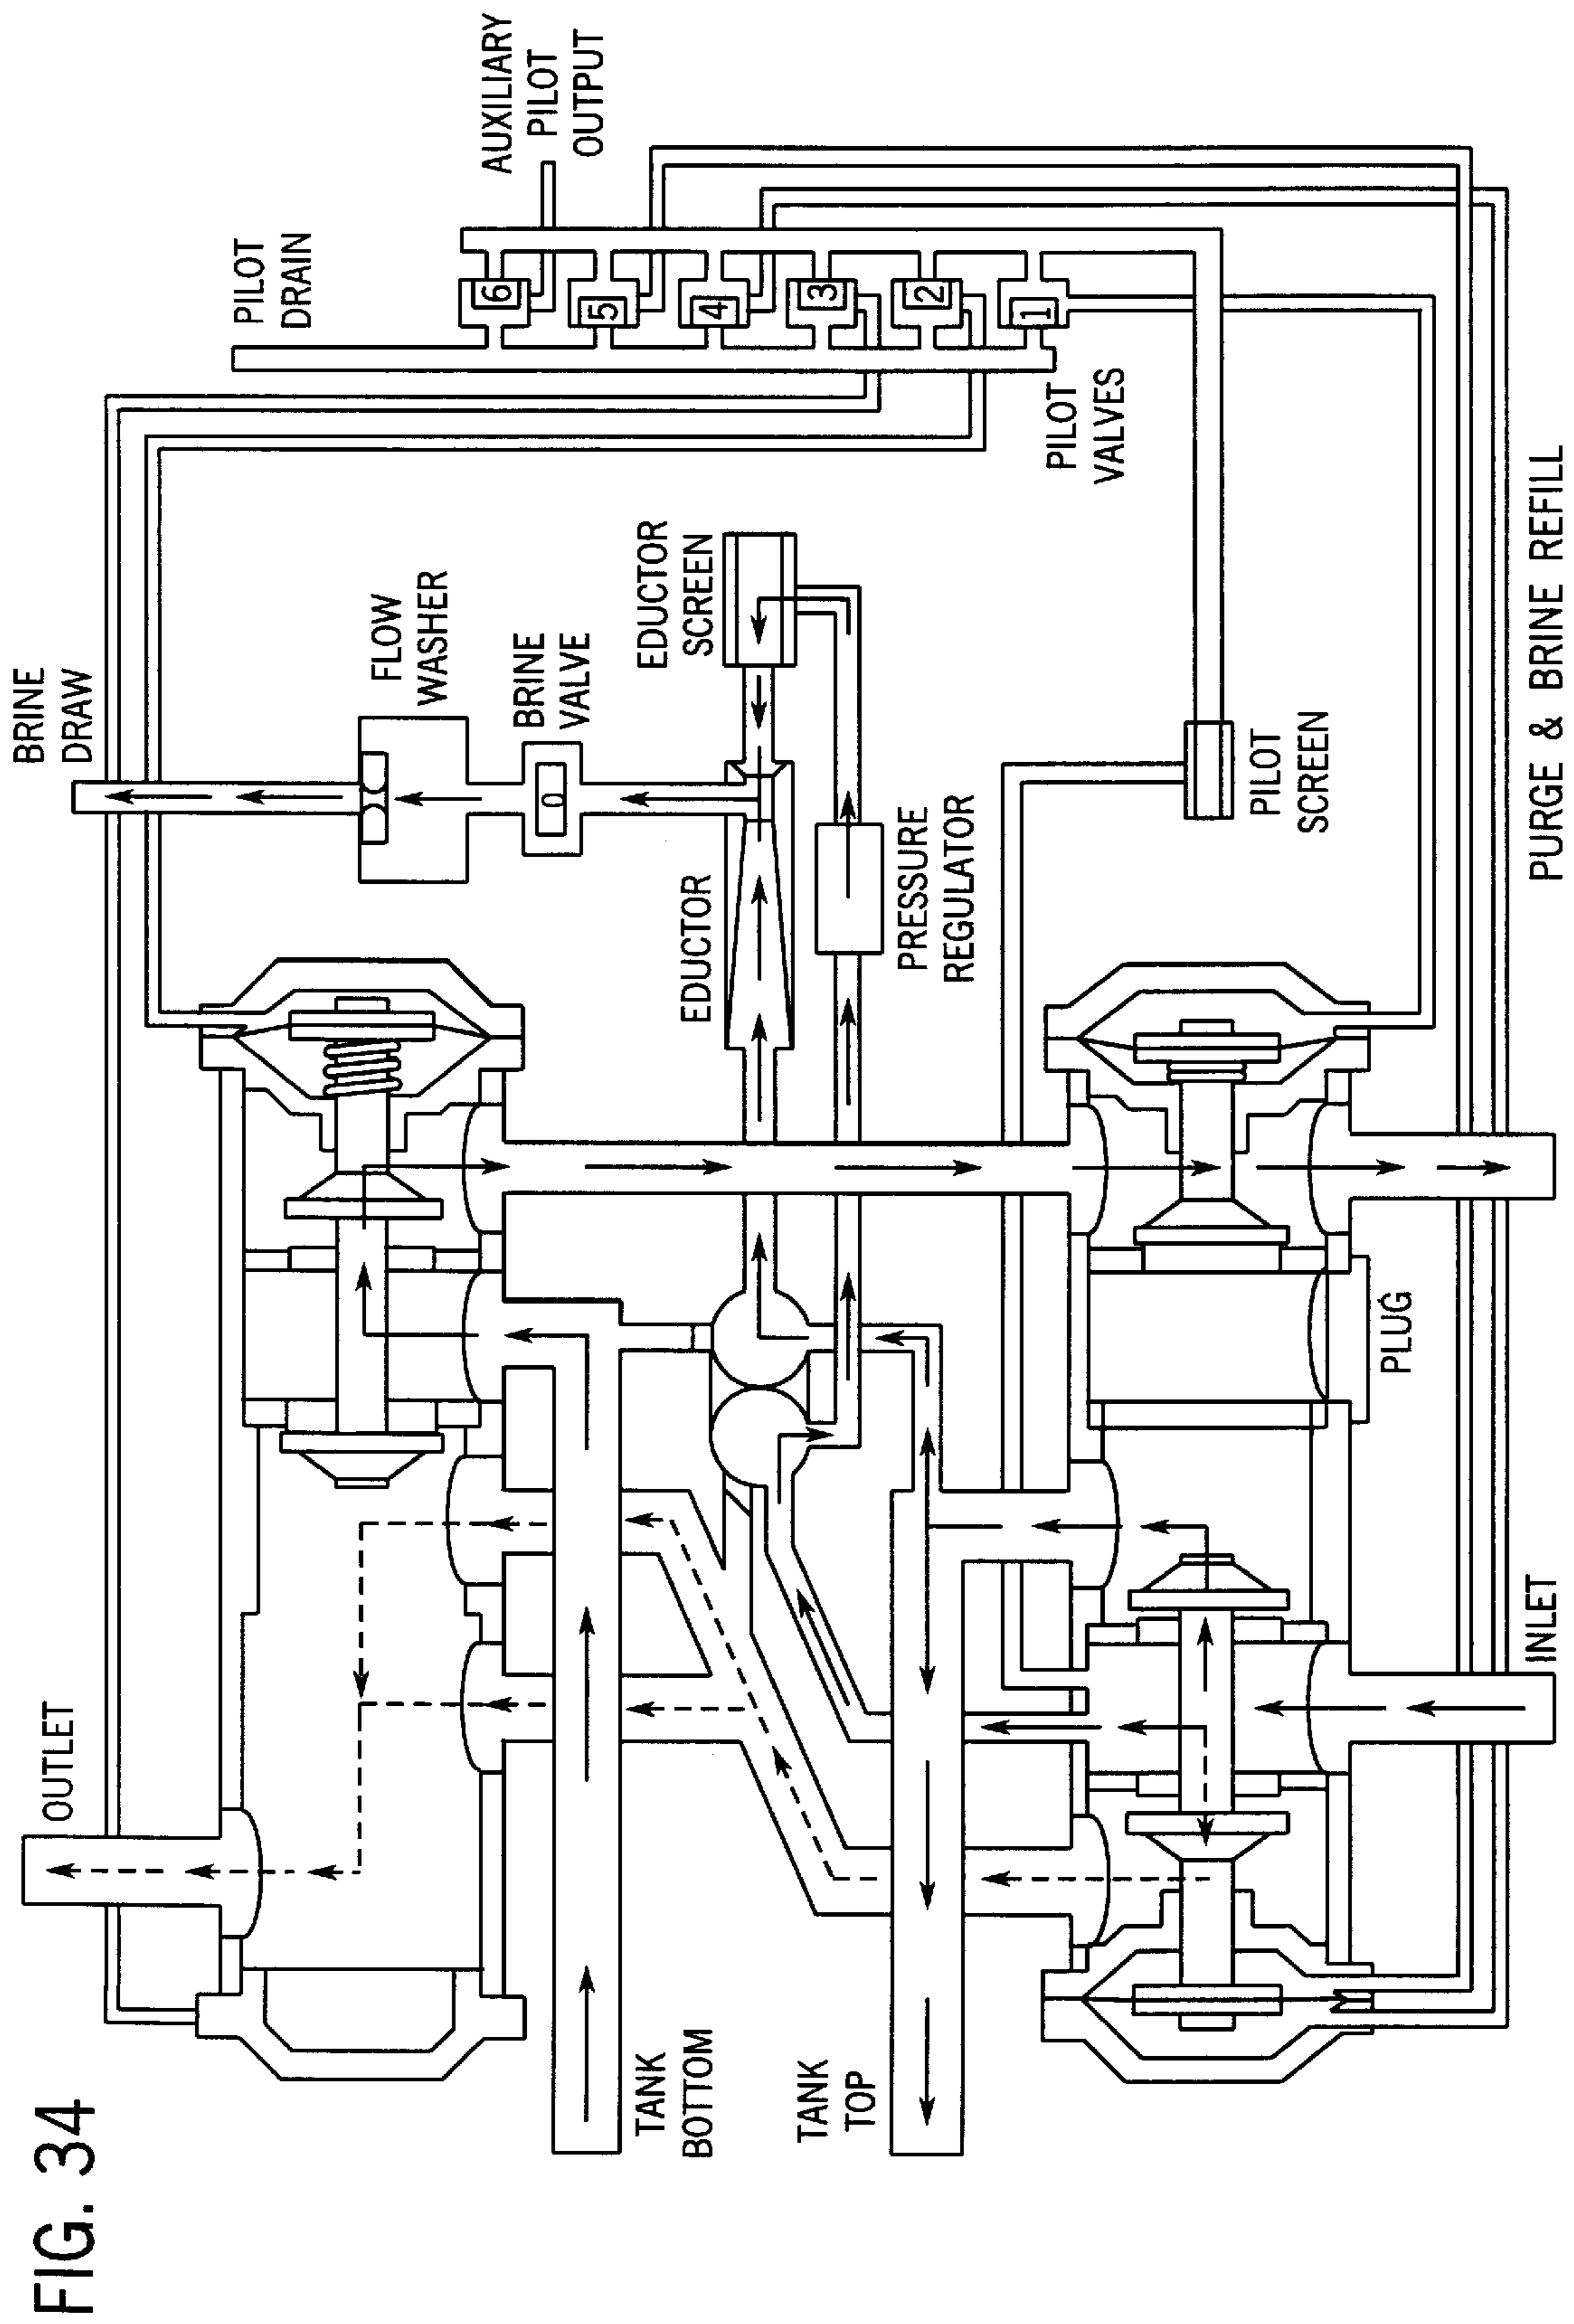 FIG. 34
OUTLET
BRINE
DRAW
PILOT
DRAIN
AUXILIARY
PILOT
OUTPUT
FLOW
WASHER
BRINE
VALVE
0
EDUCTOR
SCREEN
EDUCTOR
PRESSURE
REGULATOR
6
5
4
3
2
1
PILOT
VALVES
TANK
BOTTOM
TANK
TOP
PILOT
SCREEN
PLUG
INLET
PURGE & BRINE REFILL